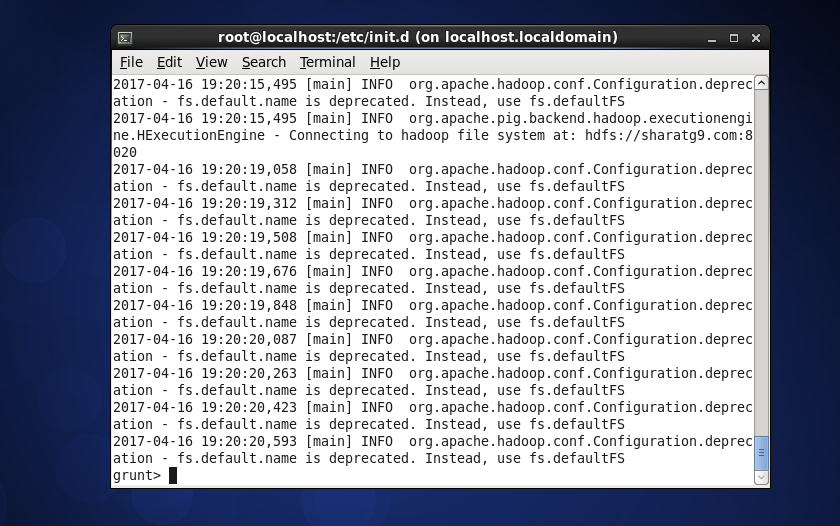 root@localhost:/etc/init.d (on localhost.localdomain)
File Edit View Search Terminal Help
2017-04-16 19:20:15,495 [main] INFO  org.apache.hadoop.conf.Configuration.deprec
ation - fs.default.name is deprecated. Instead, use fs.defaultFS
2017-04-16 19:20:15,495 [main] INFO  org.apache.pig.backend.hadoop.executionengi
ne.HExecutionEngine - Connecting to hadoop file system at: hdfs://sharatg9.com:8
020
2017-04-16 19:20:19,058 [main] INFO  org.apache.hadoop.conf.Configuration.deprec
ation - fs.default.name is deprecated. Instead, use fs.defaultFS
2017-04-16 19:20:19,312 [main] INFO  org.apache.hadoop.conf.Configuration.deprec
ation - fs.default.name is deprecated. Instead, use fs.defaultFS
2017-04-16 19:20:19,508 [main] INFO  org.apache.hadoop.conf.Configuration.deprec
ation - fs.default.name is deprecated. Instead, use fs.defaultFS
2017-04-16 19:20:19,676 [main] INFO  org.apache.hadoop.conf.Configuration.deprec
ation - fs.default.name is deprecated. Instead, use fs.defaultFS
2017-04-16 19:20:19,848 [main] INFO  org.apache.hadoop.conf.Configuration.deprec
ation - fs.default.name is deprecated. Instead, use fs.defaultFS
2017-04-16 19:20:20,087 [main] INFO  org.apache.hadoop.conf.Configuration.deprec
ation - fs.default.name is deprecated. Instead, use fs.defaultFS
2017-04-16 19:20:20,263 [main] INFO  org.apache.hadoop.conf.Configuration.deprec
ation - fs.default.name is deprecated. Instead, use fs.defaultFS
2017-04-16 19:20:20,423 [main] INFO  org.apache.hadoop.conf.Configuration.deprec
ation - fs.default.name is deprecated. Instead, use fs.defaultFS
2017-04-16 19:20:20,593 [main] INFO  org.apache.hadoop.conf.Configuration.deprec
ation - fs.default.name is deprecated. Instead, use fs.defaultFS
grunt>